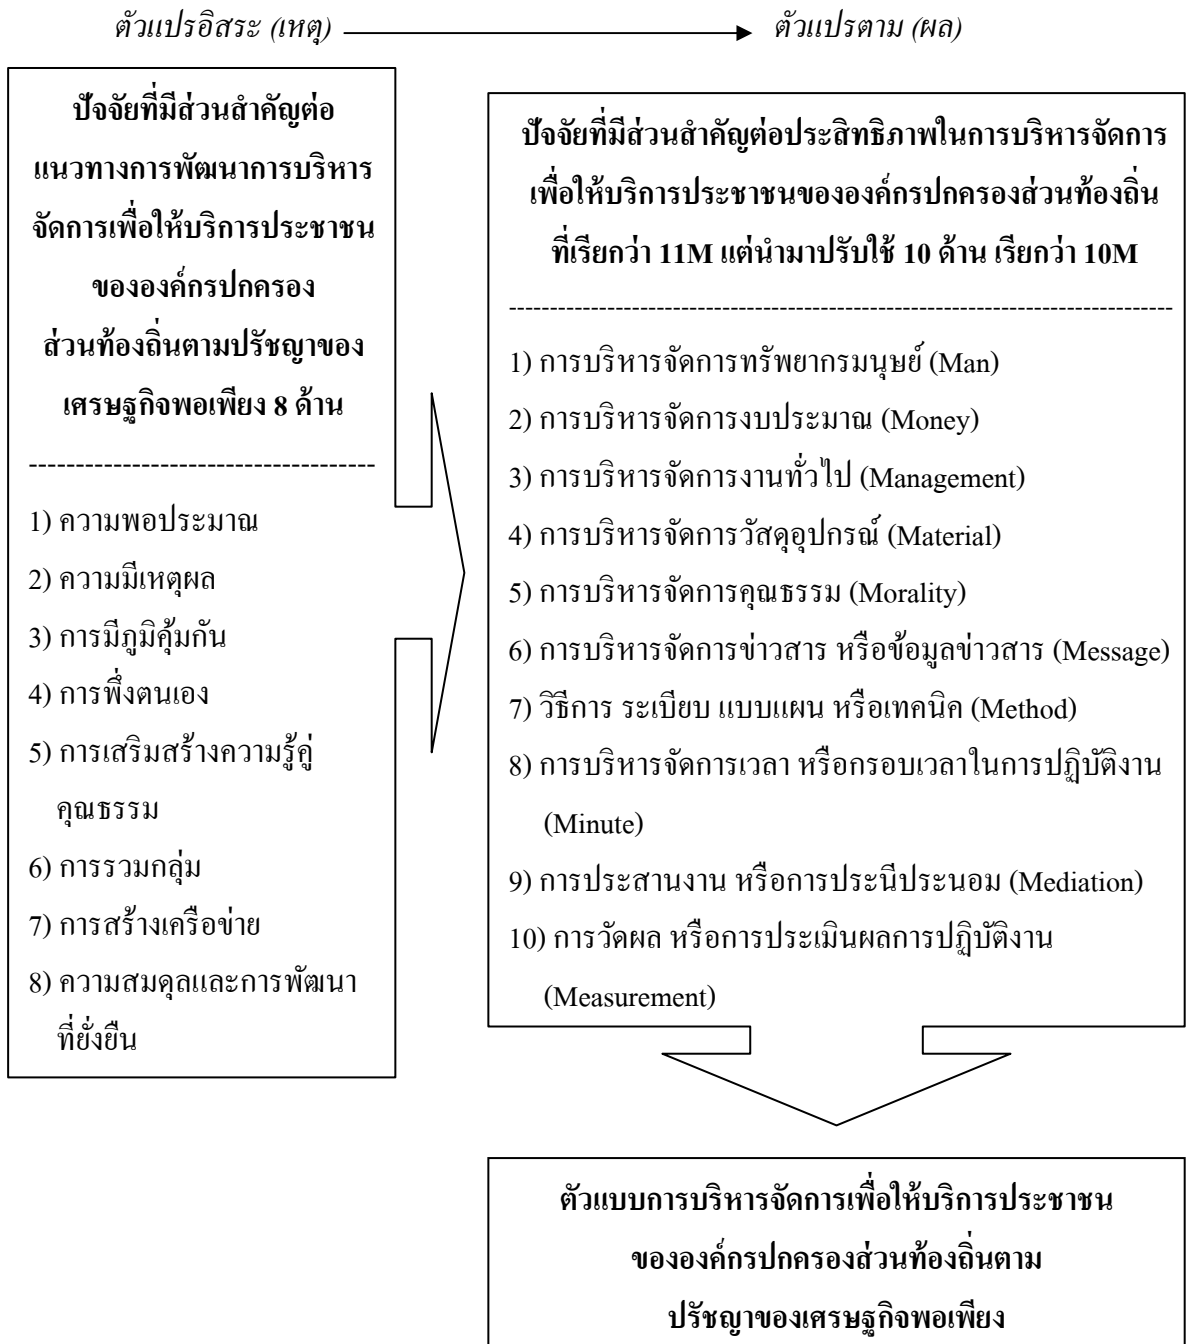 ตัวแปรอิสระ (เหตุ) ตัวแปรตาม (ผล)
ปัจจัยที่มีส่วนสำคัญต่อ
แนวทางการพัฒนาการบริหาร
จัดการเพื่อให้บริการประชาชน
ขององค์กรปกครอง
ส่วนท้องถิ่นตามปรัชญาของ
เศรษฐกิจพอเพียง 8 ด้าน
-------------------------------------
1) ความพอประมาณ
2) ความมีเหตุผล
3) การมีภูมิคุ้มกัน
4) การพึ่งตนเอง
5) การเสริมสร้างความรู้คู่
คุณธรรม
6) การรวมกลุ่ม
7) การสร้างเครือข่าย
8) ความสมดุลและการพัฒนา
ที่ยั่งยืน
ปัจจัยที่มีส่วนสำคัญต่อประสิทธิภาพในการบริหารจัดการ
เพื่อให้บริการประชาชนขององค์กรปกครองส่วนท้องถิ่น
ที่เรียกว่า 11M แต่นำมาปรับใช้ 10 ด้าน เรียกว่า 10M
--------------------------------------------------------------------------------
1) การบริหารจัดการทรัพยากรมนุษย์ (Man)
2) การบริหารจัดการงบประมาณ (Money)
3) การบริหารจัดการงานทั่วไป (Management)
4) การบริหารจัดการวัสดุอุปกรณ์ (Material)
5) การบริหารจัดการคุณธรรม (Morality)
6) การบริหารจัดการข่าวสาร หรือข้อมูลข่าวสาร (Message)
7) วิธีการ ระเบียบ แบบแผน หรือเทคนิค (Method)
8) การบริหารจัดการเวลา หรือกรอบเวลาในการปฏิบัติงาน
(Minute)
9) การประสานงาน หรือการประนีประนอม (Mediation)
10) การวัดผล หรือการประเมินผลการปฏิบัติงาน
(Measurement)
ตัวแบบการบริหารจัดการเพื่อให้บริการประชาชน
ขององค์กรปกครองส่วนท้องถิ่นตาม
ปรัชญาของเศรษฐกิจพอเพียง